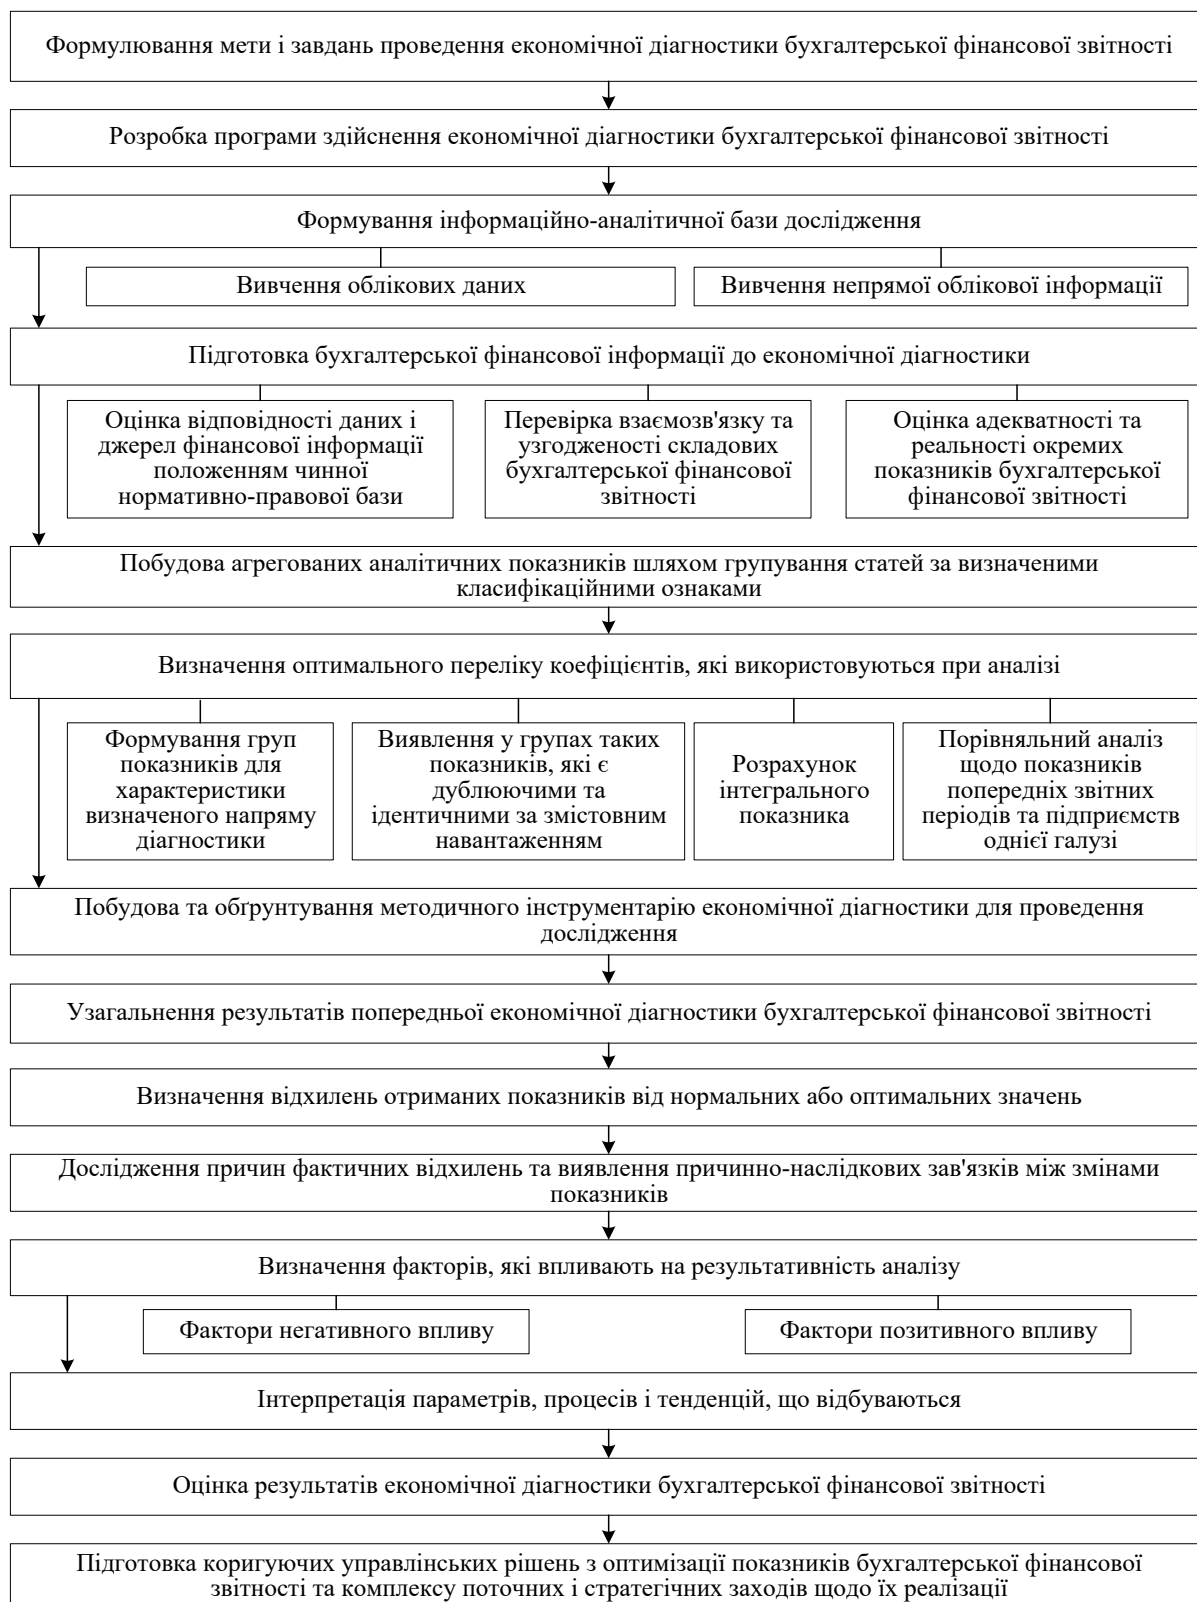 Формулювання мети і завдань проведення економічної діагностики бухгалтерської фінансової звітності
Розробка програми здійснення економічної діагностики бухгалтерської фінансової звітності
Формування інформаційно-аналітичної бази дослідження
Вивчення облікових даних
Вивчення непрямої облікової інформації
Підготовка бухгалтерської фінансової інформації до економічної діагностики
Оцінка відповідності даних і
джерел фінансової інформації
положенням чинної
нормативно-правової бази
Перевірка взаємозв'язку та
узгодженості складових
бухгалтерської фінансової
звітності
Оцінка адекватності та
реальності окремих
показників бухгалтерської
фінансової звітності
Побудова агрегованих аналітичних показників шляхом групування статей за визначеними
класифікаційними ознаками
Визначення оптимального переліку коефіцієнтів, які використовуються при аналізі
Формування груп
показників для
характеристики
визначеного напряму
діагностики
Виявлення у групах таких
показників, які є
дублюючими та
ідентичними за змістовним
навантаженням
Розрахунок
інтегрального
показника
Порівняльний аналіз
щодо показників
попередніх звітних
періодів та підприємств
однієї галузі
Побудова та обґрунтування методичного інструментарію економічної діагностики для проведення
дослідження
Узагальнення результатів попередньої економічної діагностики бухгалтерської фінансової звітності
Визначення відхилень отриманих показників від нормальних або оптимальних значень
Дослідження причин фактичних відхилень та виявлення причинно-наслідкових зав'язків між змінами
показників
Визначення факторів, які впливають на результативність аналізу
Фактори негативного впливу
Фактори позитивного впливу
Інтерпретація параметрів, процесів і тенденцій, що відбуваються
Оцінка результатів економічної діагностики бухгалтерської фінансової звітності
Підготовка коригуючих управлінських рішень з оптимізації показників бухгалтерської фінансової
звітності та комплексу поточних і стратегічних заходів щодо їх реалізації